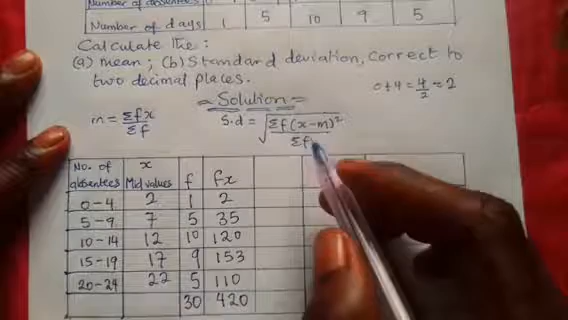 Number of absentees
Number of days 1 5 10 9 5
Calculate the:
(a) mean; (b) Standard deviation, correct to
two decimal places.
0+4 = 4/2 = 2
Solution
m = Σfx/Σf
S.d = √Σf(x-m)²/Σf
No. of absentees x Mid values f fx
0-4 2 1 2
5-9 7 5 35
10-14 12 10 120
15-19 17 9 153
20-24 22 5 110
30 420